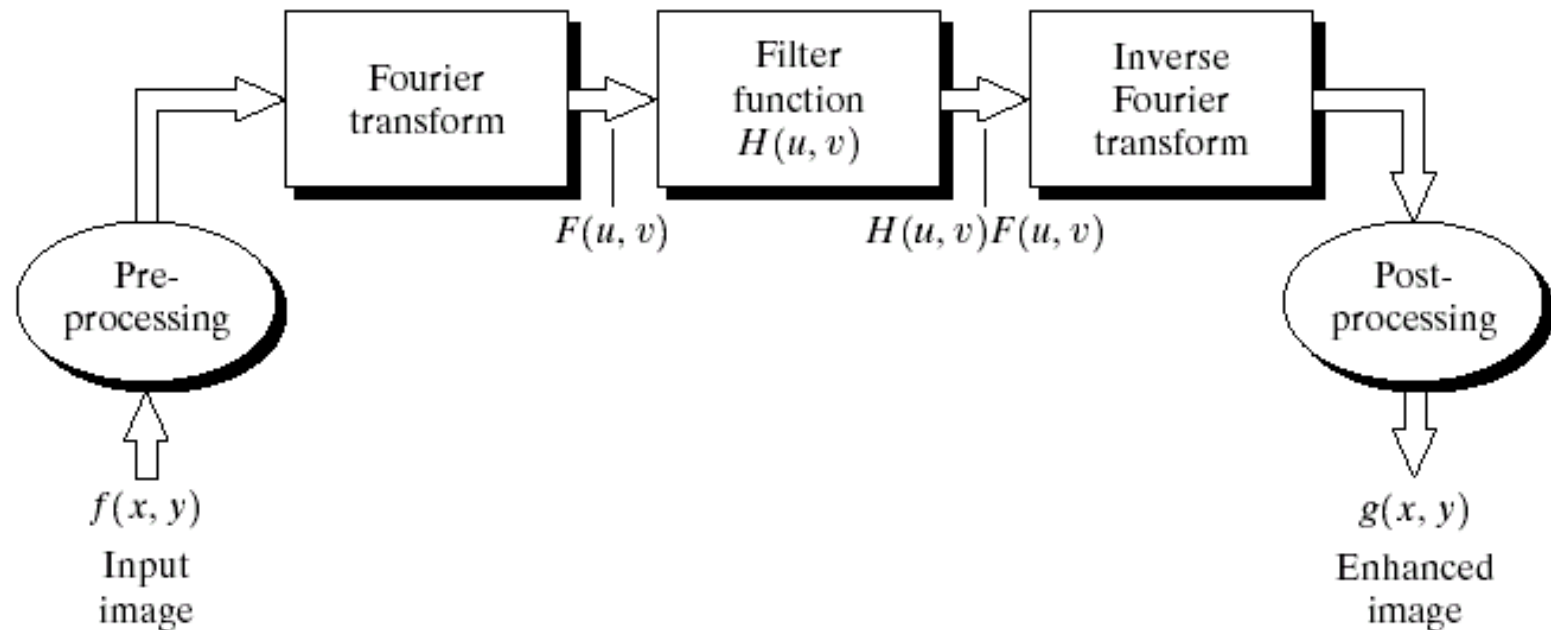 Fourier
transform
Filter
function
H(u, v)
Inverse
Fourier
transform
F(u, v)
H(u, v)F(u, v)
Pre-
processing
Post-
processing
f(x, y)
Input
image
g(x, y)
Enhanced
image